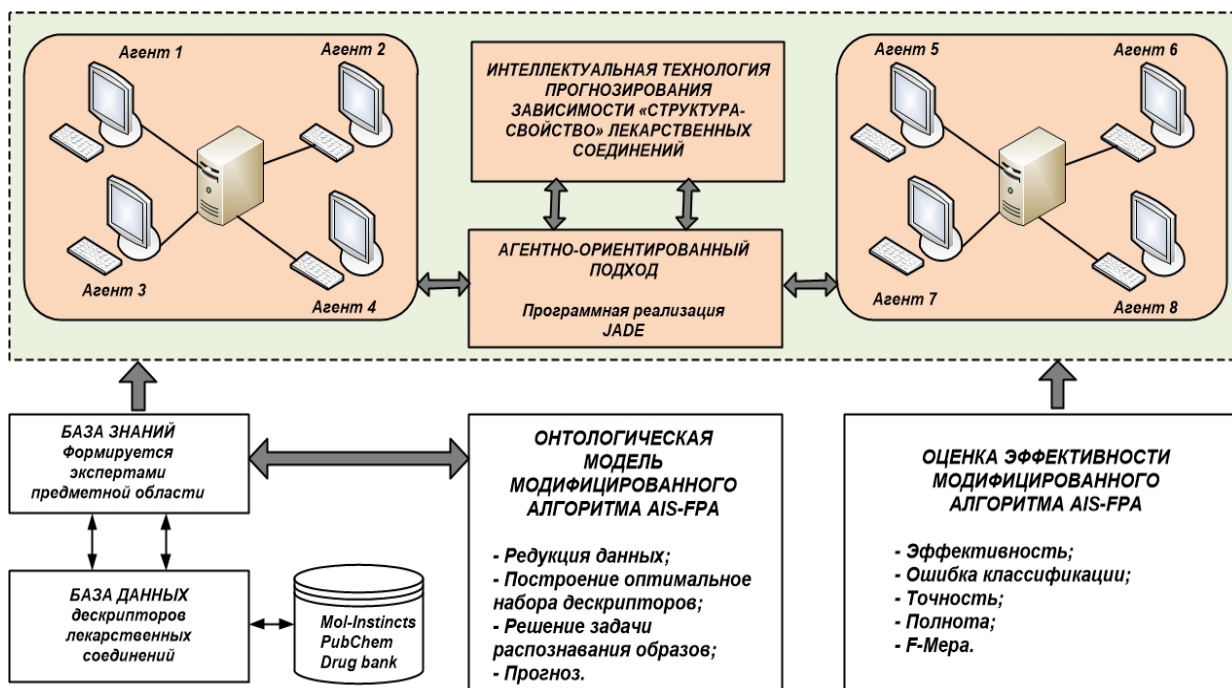 Агент 1
Агент 2
Агент 3
Агент 4
ИНТЕЛЛЕКТУАЛЬНАЯ ТЕХНОЛОГИЯ
ПРОГНОЗИРОВАНИЯ
ЗАВИСИМОСТИ «СТРУКТУРА-
СВОЙСТВО» ЛЕКАРСТВЕННЫХ
СОЕДИНЕНИЙ
АГЕНТНО-ОРИЕНТИРОВАННЫЙ
ПОДХОД
Программная реализация
JADE
Агент 5
Агент 6
Агент 7
Агент 8
БАЗА ЗНАНИЙ
Формируется
экспертами
предметной области
БАЗА ДАННЫХ
дескрипторов
лекарственных
соединений
Mol-Instincts
PubChem
Drug bank
ОНТОЛОГИЧЕСКАЯ
МОДЕЛЬ
МОДИФИЦИРОВАННОГО
АЛГОРИТМА AIS-FPA
- Редукция данных;
- Построение оптимальное
набора дескрипторов;
- Решение задачи
распознавания образов;
- Прогноз.
ОЦЕНКА ЭФФЕКТИВНОСТИ
МОДИФИЦИРОВАННОГО
АЛГОРИТМА AIS-FPA
- Эффективность;
- Ошибка классификации;
- Точность;
- Полнота;
- F-Мера.